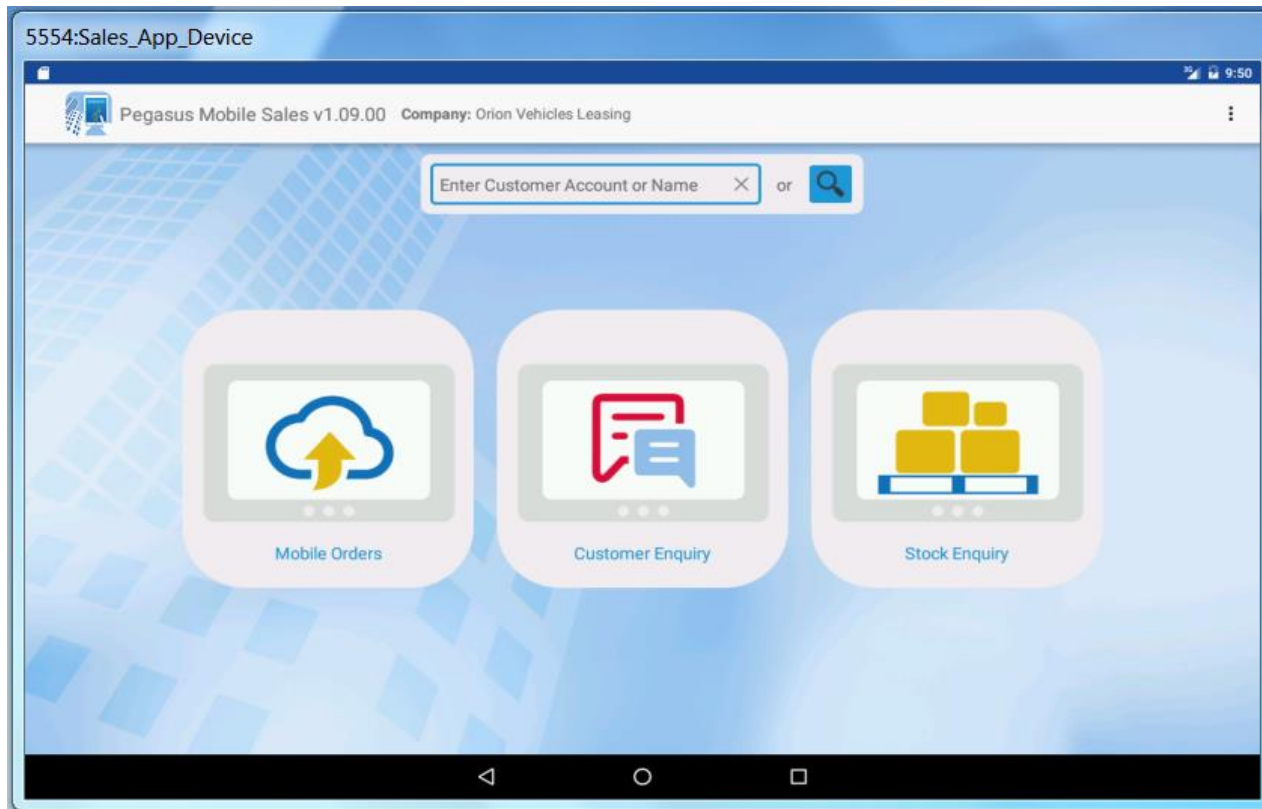 5554:Sales_App_Device
3G 9:50
Pegasus Mobile Sales v1.09.00 Company: Orion Vehicles Leasing
Enter Customer Account or Name or
Mobile Orders Customer Enquiry Stock Enquiry